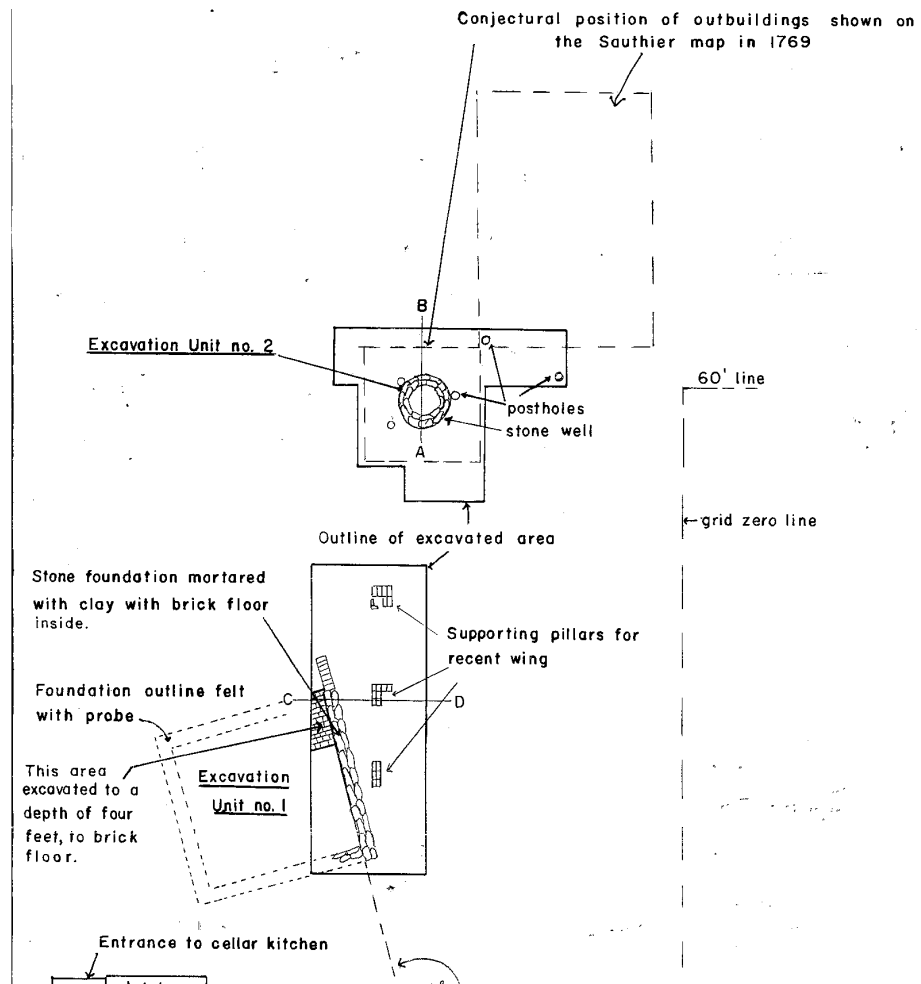 Conjectural position of outbuildings shown on
the Sauthier map in 1769
B
Excavation Unit no. 2
60' line
postholes
stone well
A
grid zero line
Outline of excavated area
Stone foundation mortared
with clay with brick floor
inside.
Supporting pillars for
recent wing
Foundation outline felt
with probe
C
D
This area
excavated to a
depth of four
feet, to brick
floor.
Excavation
Unit no. 1
Entrance to cellar kitchen